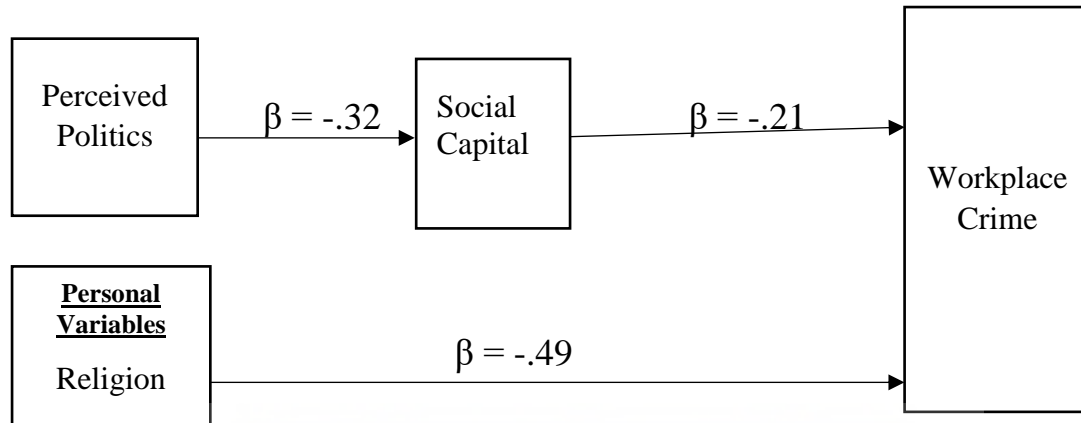 Perceived
Politics
β = -.32
Social
Capital
β = -.21
Workplace
Crime
Personal
Variables
Religion
β = -.49